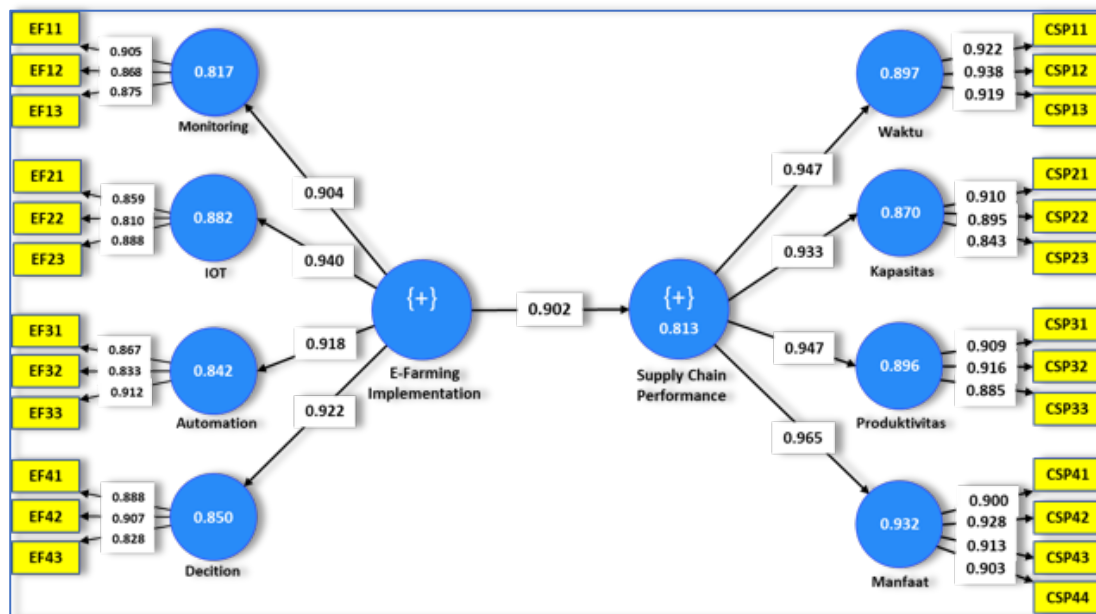 EF11
0.905
EF12
0.868
0.875
EF13
0.817
Monitoring
EF21
0.859
EF22
0.810
0.888
EF23
0.882
IOT
EF31
0.867
EF32
0.833
0.912
EF33
0.842
Automation
EF41
0.888
EF42
0.907
0.828
EF43
0.850
Decition
0.904
0.940
0.918
0.922
{+}
E-Farming
Implementation
0.902
{+}
0.813
Supply Chain
Performance
0.947
0.933
0.947
0.965
0.897
Waktu
0.922
0.938
0.919
CSP11
CSP12
CSP13
0.870
Kapasitas
0.910
0.895
0.843
CSP21
CSP22
CSP23
0.896
Produktivitas
0.909
0.916
0.885
CSP31
CSP32
CSP33
0.932
Manfaat
0.900
0.928
0.913
0.903
CSP41
CSP42
CSP43
CSP44